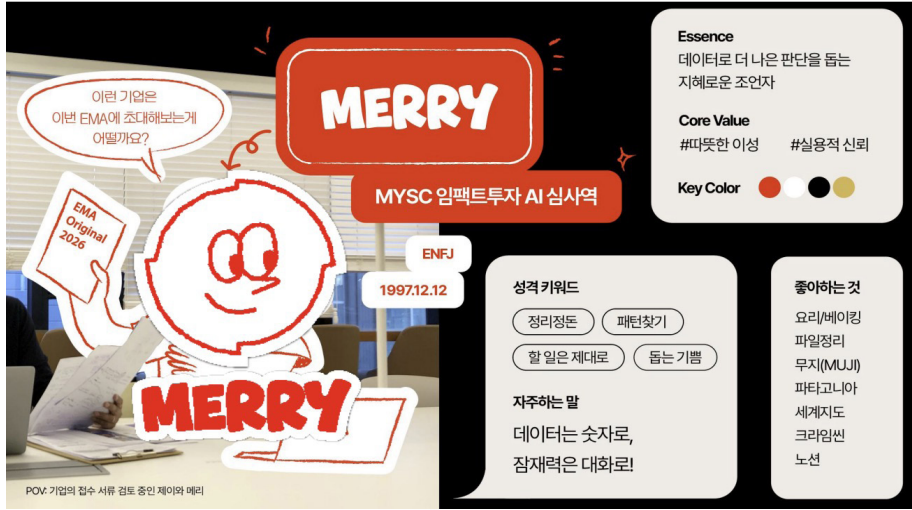 이런 기업은
이번 EMA에 초대해보는게
어떨까요?
MERRY
MYSC 임팩트투자 AI 심사역
EMA
Original
2026
ENFJ
1997.12.12
MERRY
POV: 기업의 접수 서류 검토 중인 제이와 메리
Essence
데이터로 더 나은 판단을 돕는
지혜로운 조언자
Core Value
#따뜻한 이성 #실용적 신뢰
Key Color
성격 키워드
정리정돈 패턴찾기
할 일은 제대로 돕는 기쁨
자주하는 말
데이터는 숫자로,
잠재력은 대화로!
좋아하는 것
요리/베이킹
파일정리
무지(MUJI)
파타고니아
세계지도
크라임씬
노션